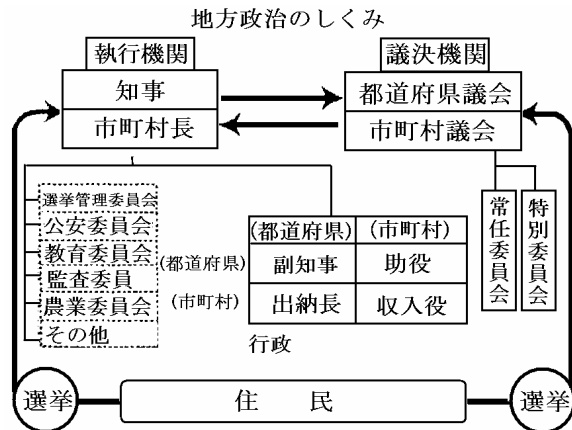 地方政治のしくみ
執行機関
議決機関
知事
都道府県議会
市町村長
市町村議会
選挙管理委員会
公安委員会
教育委員会
監査委員
農業委員会
その他
(都道府県)
(市町村)
(都道府県)
(市町村)
副知事
助役
出納長
収入役
行政
常任委員会
特別委員会
選挙
住民
選挙